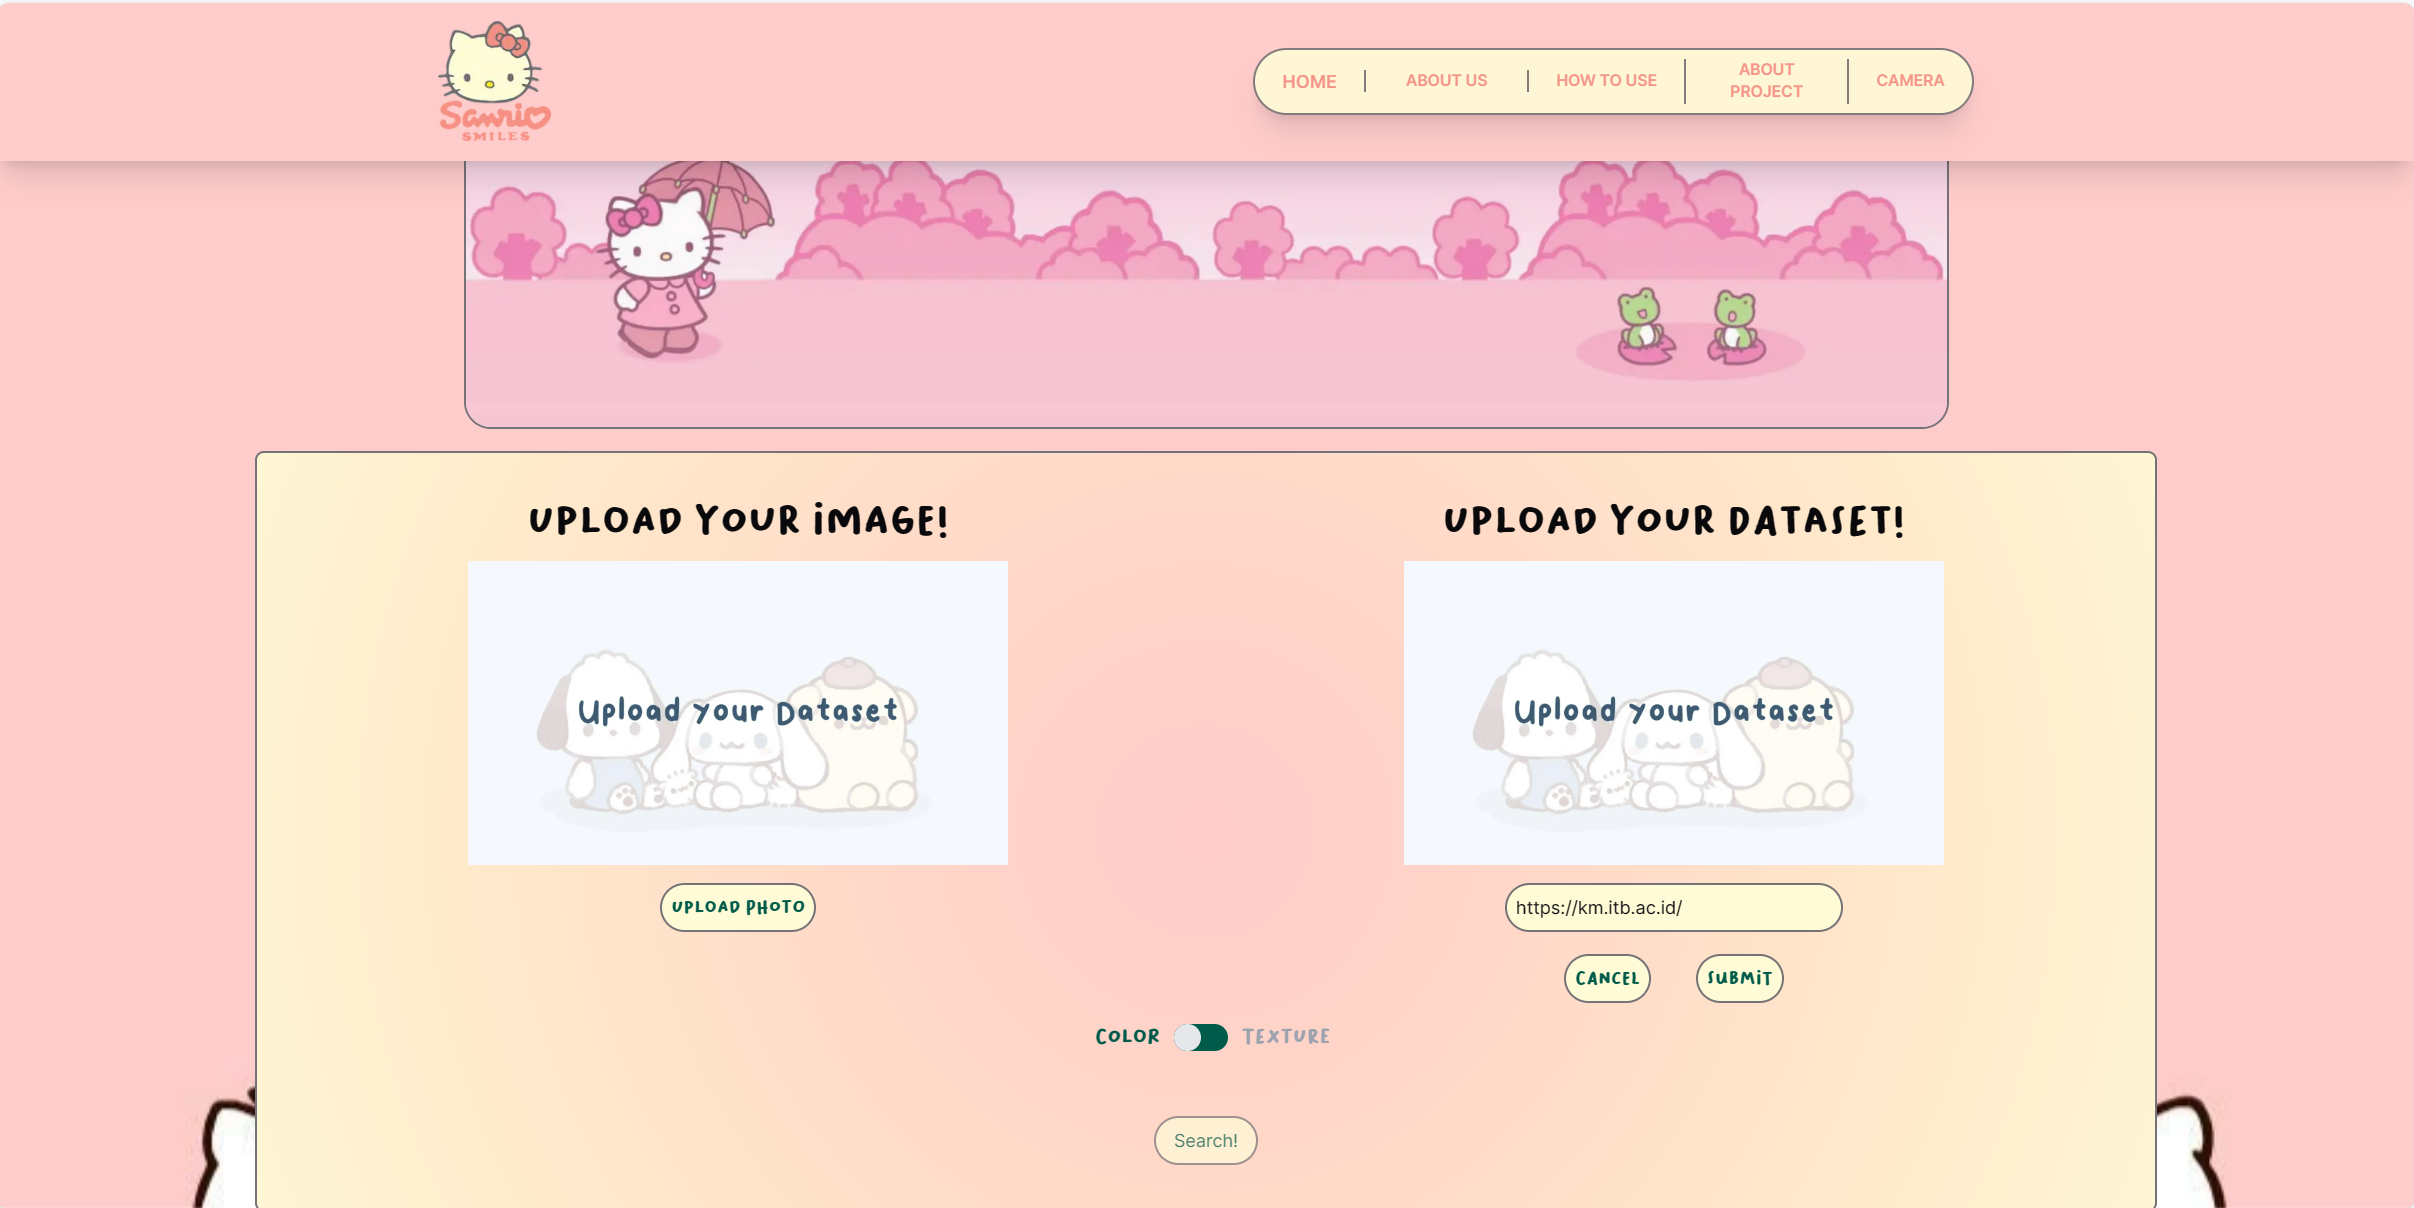 Sanrio
SMILES
HOME
ABOUT US
HOW TO USE
ABOUT
PROJECT
CAMERA
UPLOAD YOUR iMAGE!
UPLOAD YOUR DATASET!
Upload Your Dataset
Upload Your Dataset
UPLOAD PHOTO
https://km.itb.ac.id/
CANCEL
SUBMiT
COLOR
TEXTURE
Search!